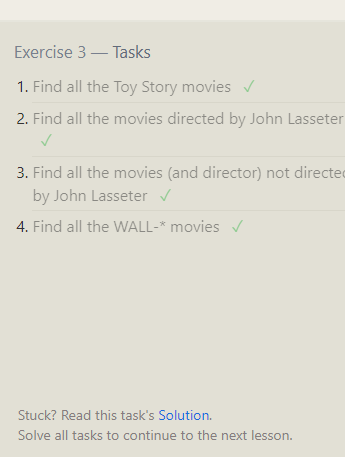 Exercise 3 — Tasks
1. Find all the Toy Story movies ✓
2. Find all the movies directed by John Lasseter
✓
3. Find all the movies (and director) not directe
by John Lasseter ✓
4. Find all the WALL-* movies ✓
Stuck? Read this task's Solution.
Solve all tasks to continue to the next lesson.